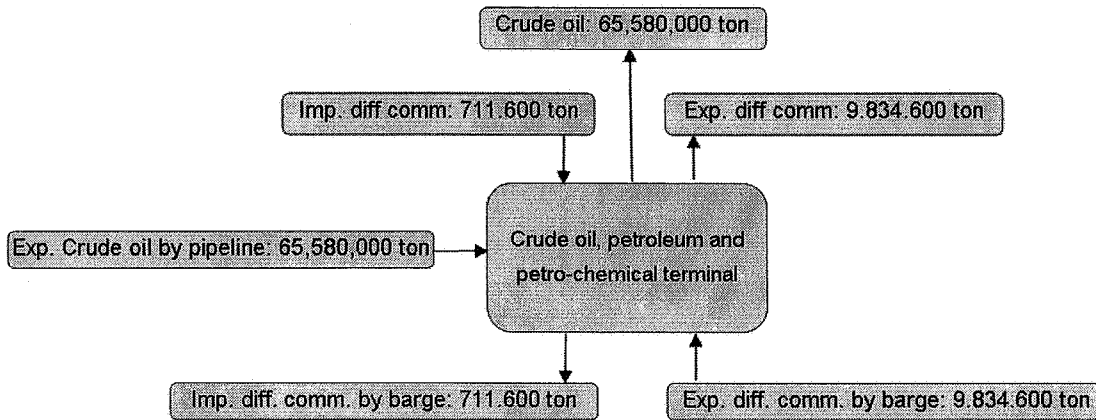 Crude oil: 65,580,000 ton
Imp. diff comm: 711.600 ton
Exp. diff comm: 9.834.600 ton
Exp. Crude oil by pipeline: 65,580,000 ton
Crude oil, petroleum and
petro-chemical terminal
Imp. diff. comm. by barge: 711.600 ton
Exp. diff. comm. by barge: 9.834.600 ton